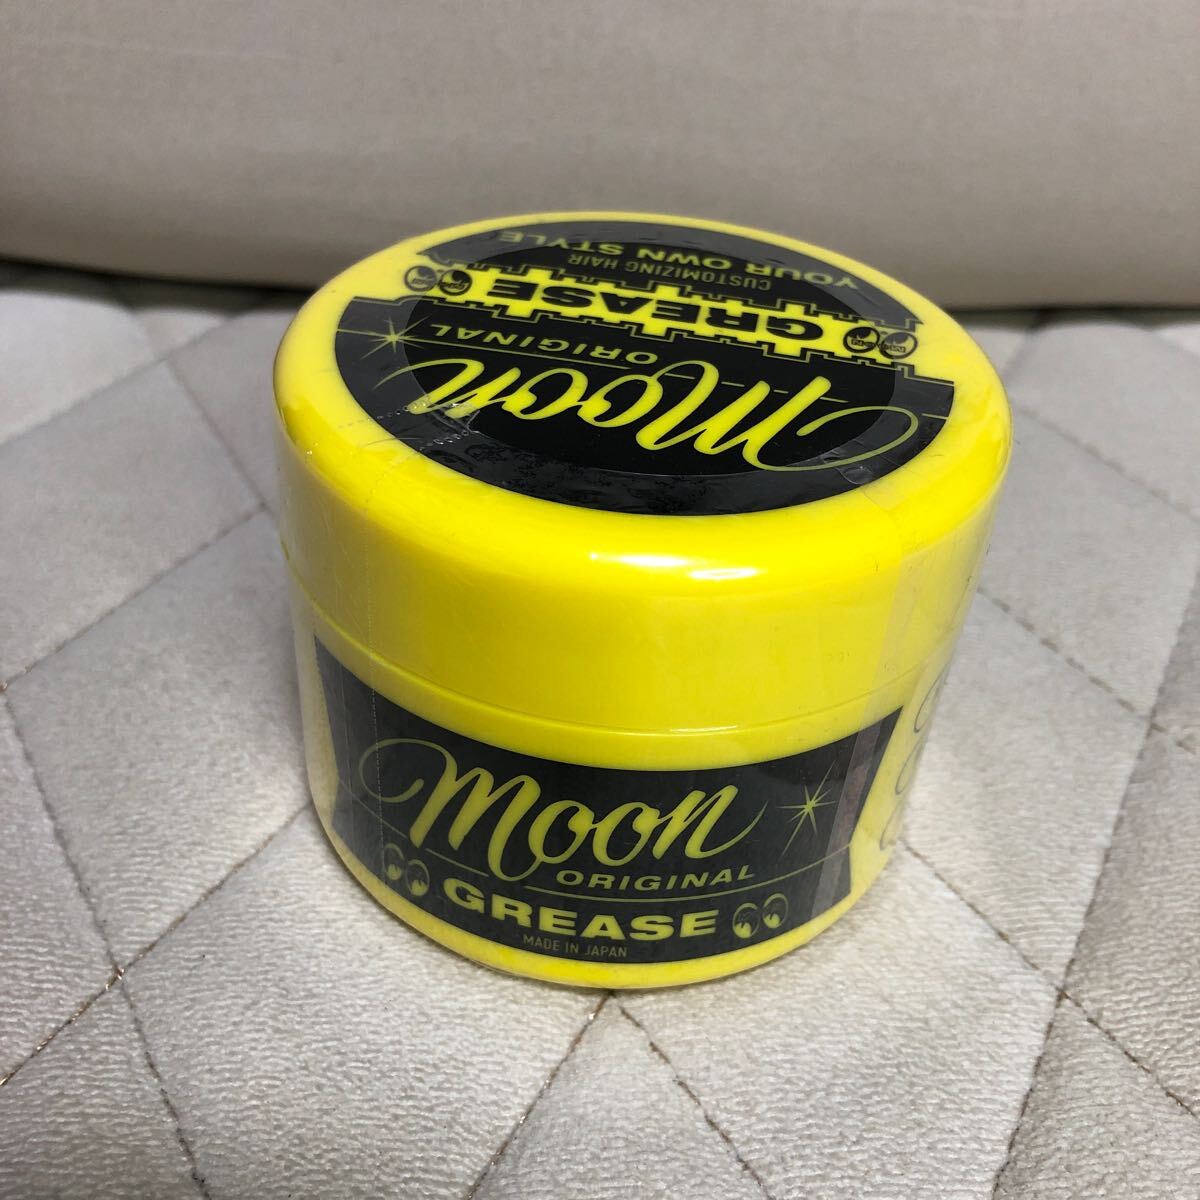 moon
ORIGINAL
GREASE
CUSTOMIZING HAIR
YOUR OWN STYLE
moon
ORIGINAL
GREASE
MADE IN JAPAN